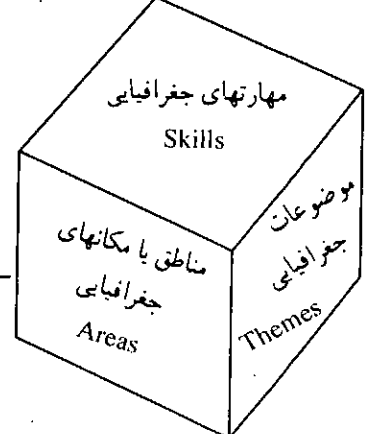 مهارتهای جغرافیایی
Skills
موضوعات
جغرافیایی
Themes
مناطق یا مکانهای
جغرافیایی
Areas